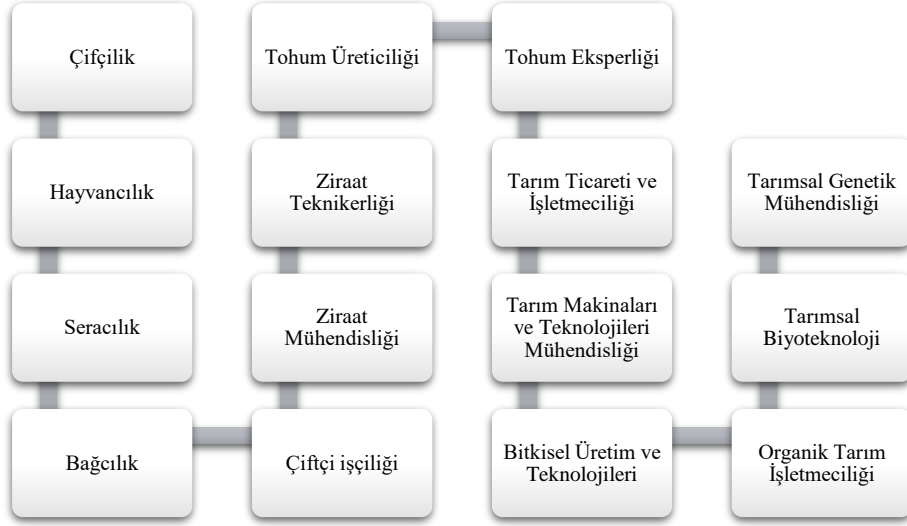 Çifçilik
Hayvancılık
Seracılık
Bağcılık
Çiftçi işçiliği
Ziraat
Mühendisliği
Ziraat
Teknikerliği
Tohum Üreticiliği
Tohum Eksperliği
Tarım Ticareti ve
İşletmeciliği
Tarım Makinaları
ve Teknolojileri
Mühendisliği
Bitkisel Üretim ve
Teknolojileri
Organik Tarım
İşletmeciliği
Tarımsal
Biyoteknoloji
Tarımsal Genetik
Mühendisliği